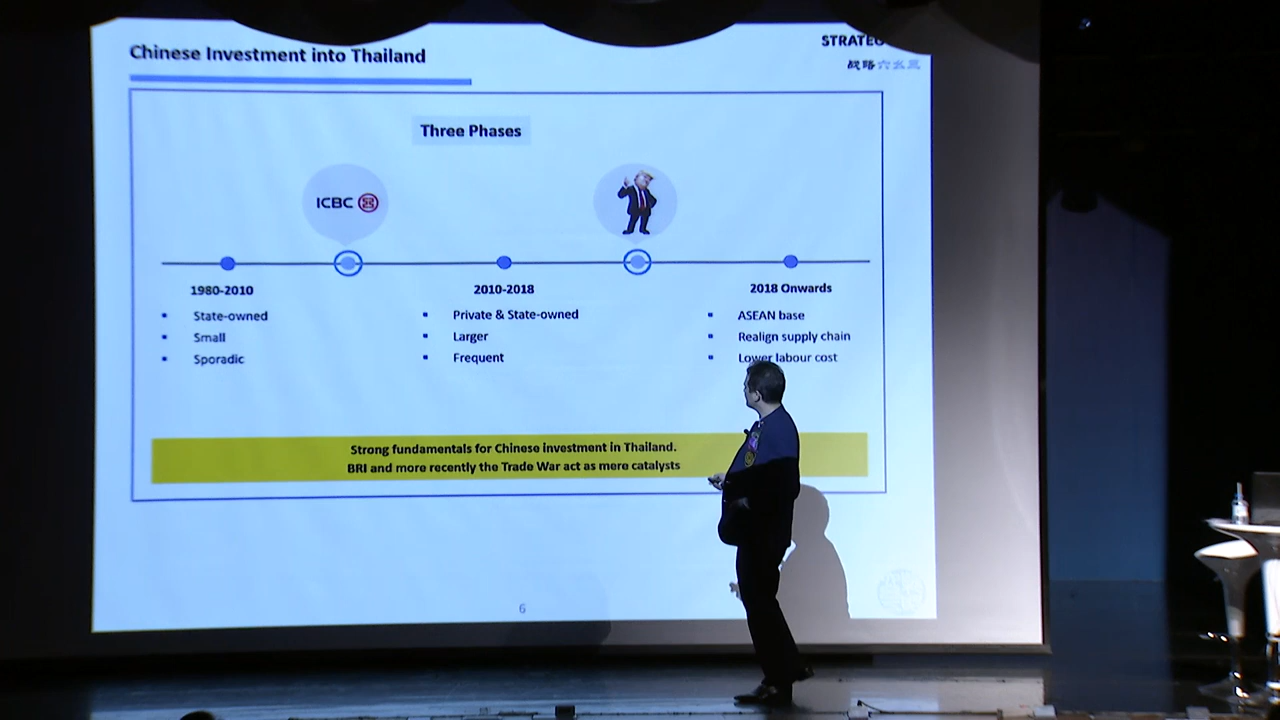 Chinese Investment into Thailand
Three Phases
ICBC
1980-2010
▪ State-owned
▪ Small
▪ Sporadic
2010-2018
▪ Private & State-owned
▪ Larger
▪ Frequent
2018 Onwards
▪ ASEAN base
▪ Realign supply chain
▪ Lower labour cost
Strong fundamentals for Chinese investment in Thailand.
BRI and more recently the Trade War act as mere catalysts
6